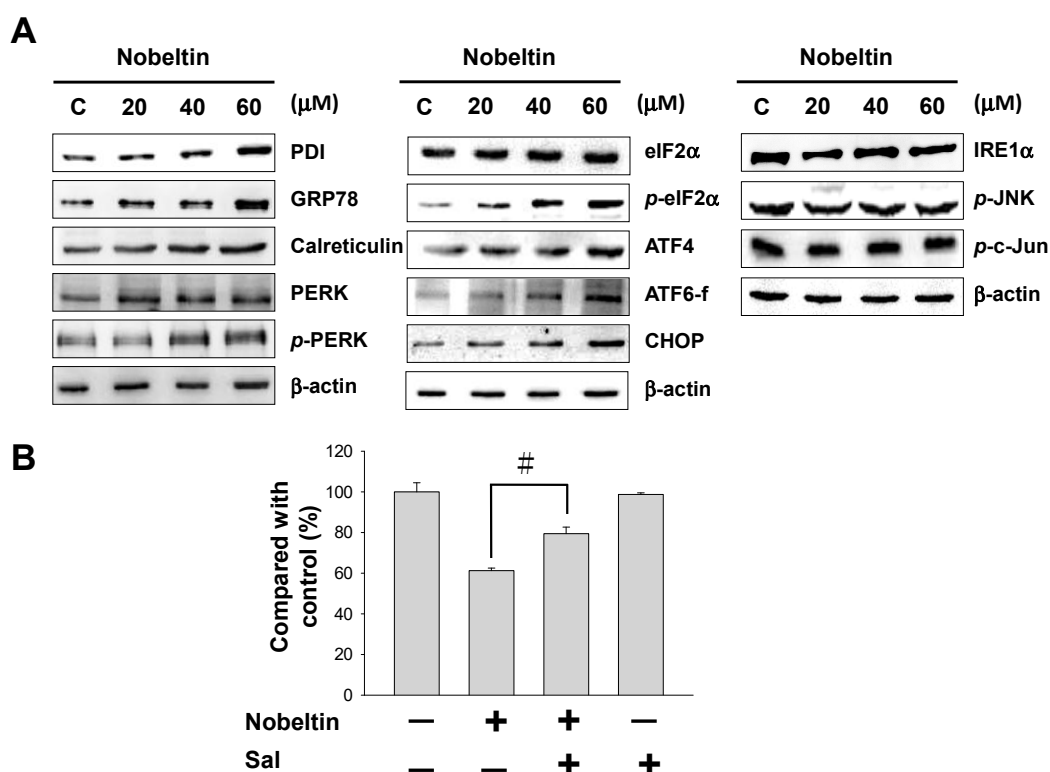 A
Nobeltin
C 20 40 60 (μM)
PDI
GRP78
Calreticulin
PERK
p-PERK
β-actin
Nobeltin
C 20 40 60 (μM)
eIF2α
p-eIF2α
ATF4
ATF6-f
CHOP
β-actin
Nobeltin
C 20 40 60 (μM)
IRE1α
p-JNK
p-c-Jun
β-actin
B
Compared with
control (%)
120
100
80
60
40
20
0
#
Nobeltin — + + —
Sal — — + +